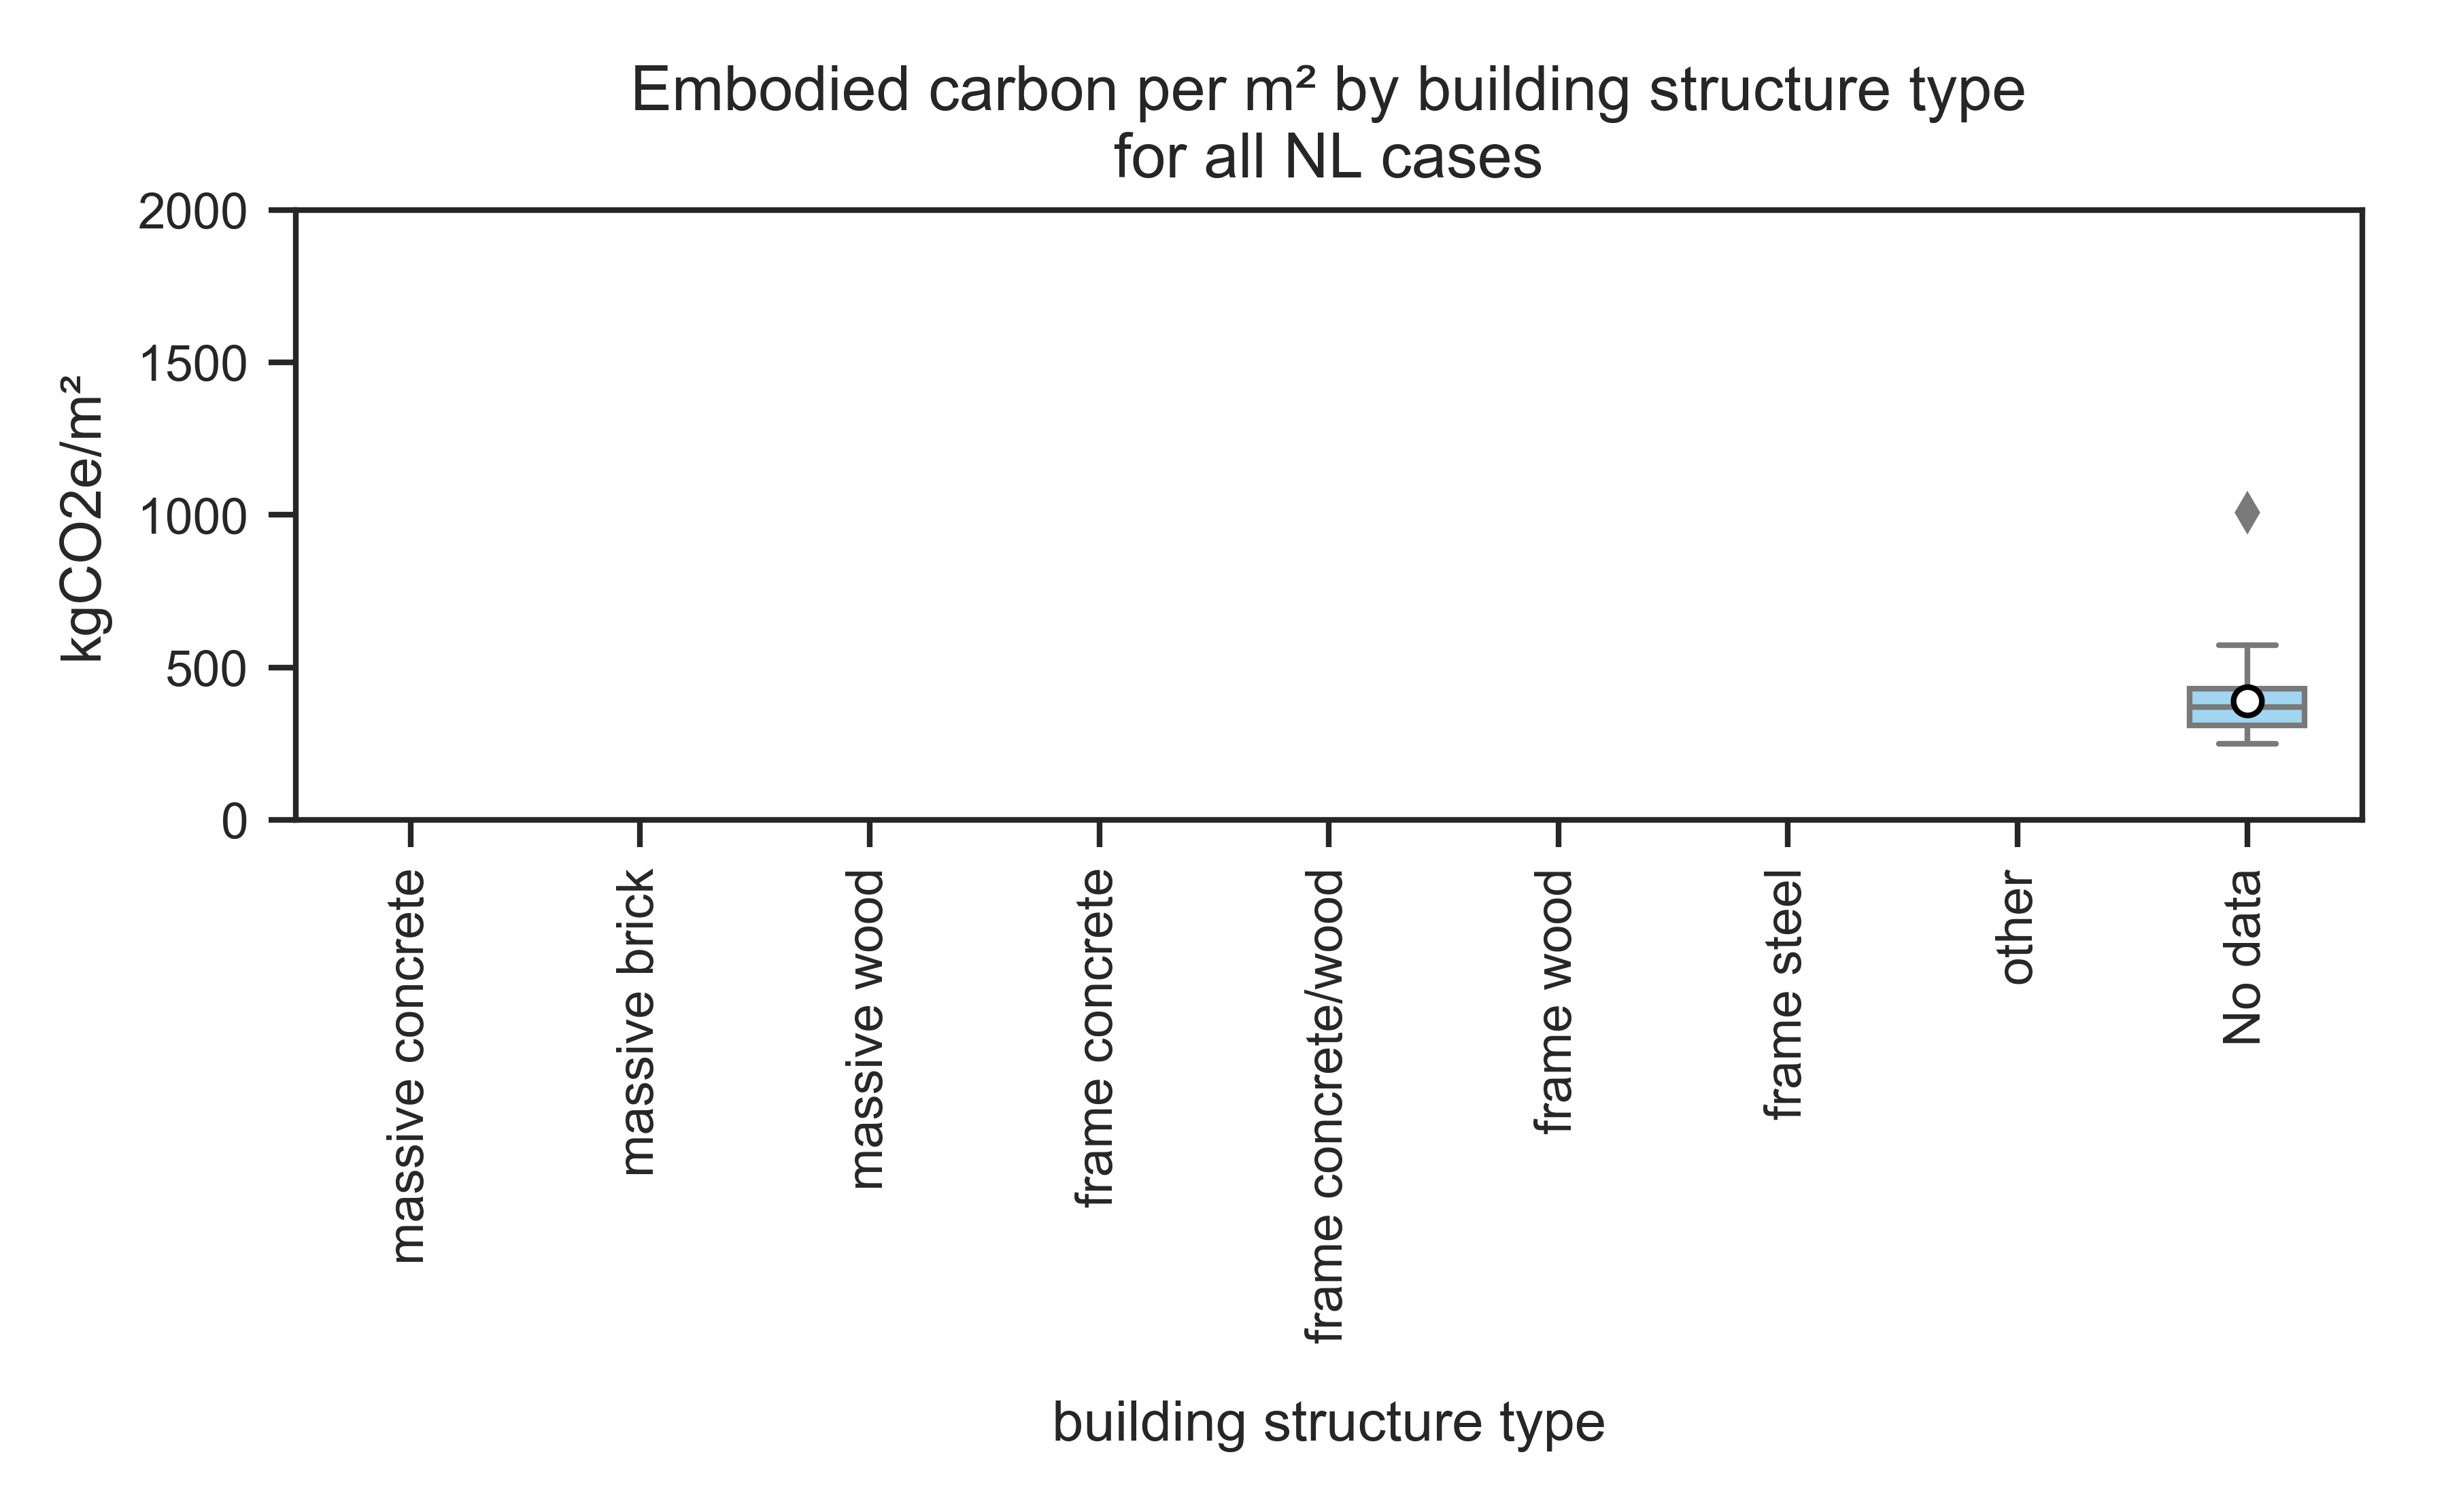 Embodied carbon per m² by building structure type
for all NL cases
kgCO2e/m²
2000
1500
1000
500
0
massive concrete
massive brick
massive wood
frame concrete
frame concrete/wood
frame wood
frame steel
other
No data
building structure type